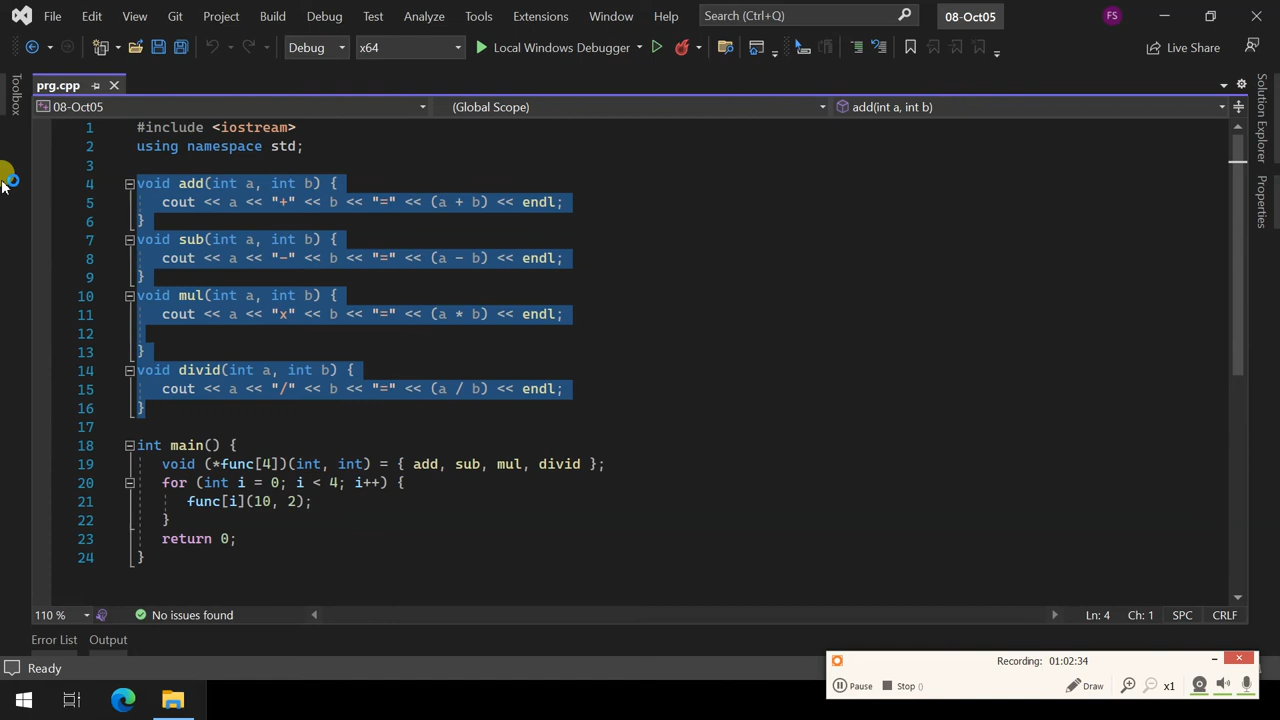 File Edit View Git Project Build Debug Test Analyze Tools Extensions Window Help Search (Ctrl+Q) 08-Oct05 FS
Debug x64 Local Windows Debugger Live Share
prg.cpp
08-Oct05 (Global Scope) add(int a, int b)
Toolbox
Solution Explorer
Properties
1 #include <iostream>
2 using namespace std;
3
4 void add(int a, int b) {
5 cout << a << "+" << b << "=" << (a + b) << endl;
6 }
7 void sub(int a, int b) {
8 cout << a << "-" << b << "=" << (a - b) << endl;
9 }
10 void mul(int a, int b) {
11 cout << a << "x" << b << "=" << (a * b) << endl;
12
13 }
14 void divid(int a, int b) {
15 cout << a << "/" << b << "=" << (a / b) << endl;
16 }
17
18 int main() {
19 void (*func[4])(int, int) = { add, sub, mul, divid };
20 for (int i = 0; i < 4; i++) {
21 func[i](10, 2);
22 }
23 return 0;
24 }
110 % No issues found Ln: 4 Ch: 1 SPC CRLF
Error List Output
Ready
Recording: 01:02:34
Pause Stop () Draw x1